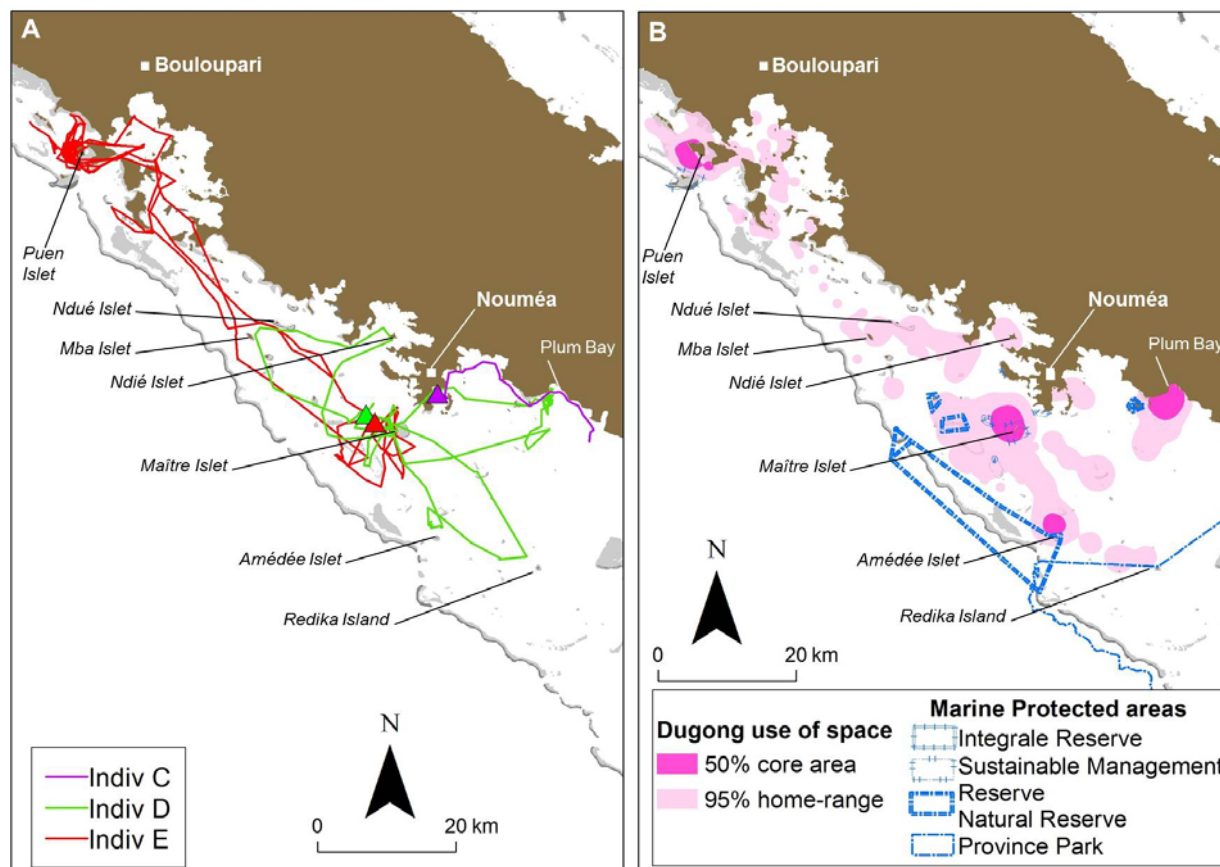 A
Bouloupari
Puen
Islet
Ndué Islet
Mba Islet
Nouméa
Ndié Islet
Plum Bay
Maître Islet
Amédée Islet
Redika Island
N
0 20 km
Indiv C
Indiv D
Indiv E
B
Bouloupari
Puen
Islet
Ndué Islet
Mba Islet
Nouméa
Ndié Islet
Plum Bay
Maître Islet
Amédée Islet
Redika Island
N
0 20 km
Dugong use of space
50% core area
95% home-range
Marine Protected areas
Integrale Reserve
Sustainable Management
Reserve
Natural Reserve
Province Park